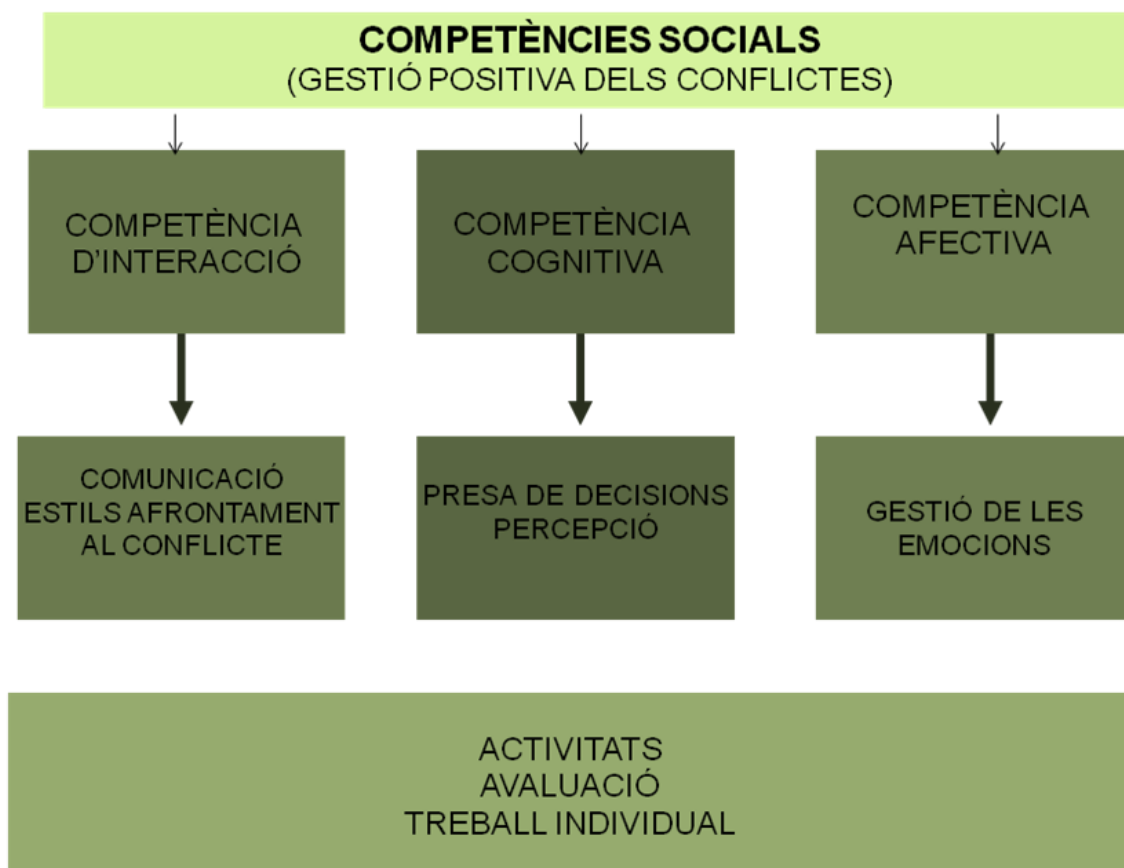 COMPETÈNCIES SOCIALS
(GESTIÓ POSITIVA DELS CONFLICTES)
COMPETÈNCIA
D'INTERACCIÓ
COMPETÈNCIA
COGNITIVA
COMPETÈNCIA
AFECTIVA
COMUNICACIÓ
ESTILS AFRONTAMENT
AL CONFLICTE
PRESA DE DECISIONS
PERCEPCIÓ
GESTIÓ DE LES
EMOCIONS
ACTIVITATS
AVALUACIÓ
TREBALL INDIVIDUAL